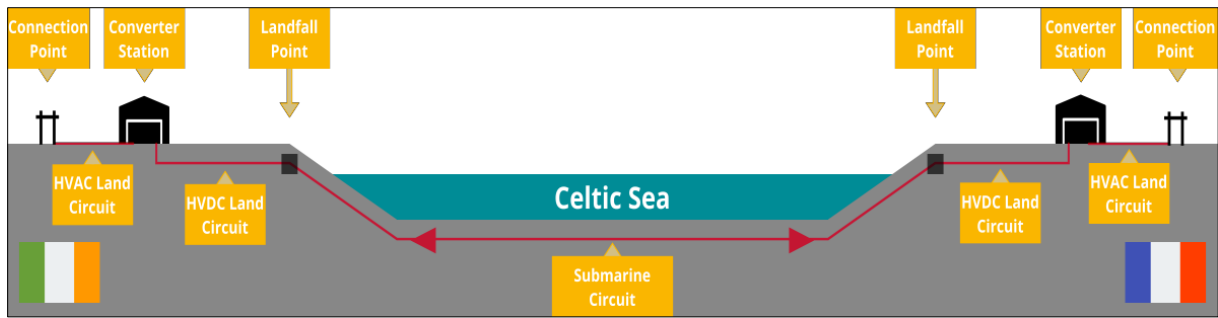 Connection
Point
Converter
Station
Landfall
Point
Landfall
Point
Converter
Station
Connection
Point
HVAC Land
Circuit
HVDC Land
Circuit
Celtic Sea
HVDC Land
Circuit
HVAC Land
Circuit
Submarine
Circuit